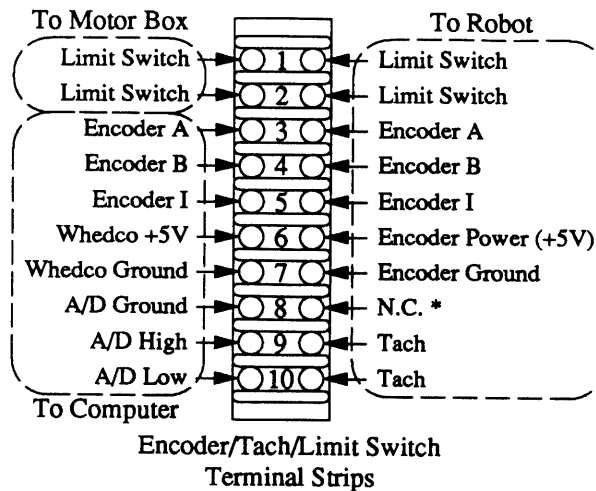 To Motor Box
To Robot
Limit Switch 1 Limit Switch
Limit Switch 2 Limit Switch
Encoder A 3 Encoder A
Encoder B 4 Encoder B
Encoder I 5 Encoder I
Whedco +5V 6 Encoder Power (+5V)
Whedco Ground 7 Encoder Ground
A/D Ground 8 N.C. *
A/D High 9 Tach
A/D Low 10 Tach
To Computer
Encoder/Tach/Limit Switch
Terminal Strips